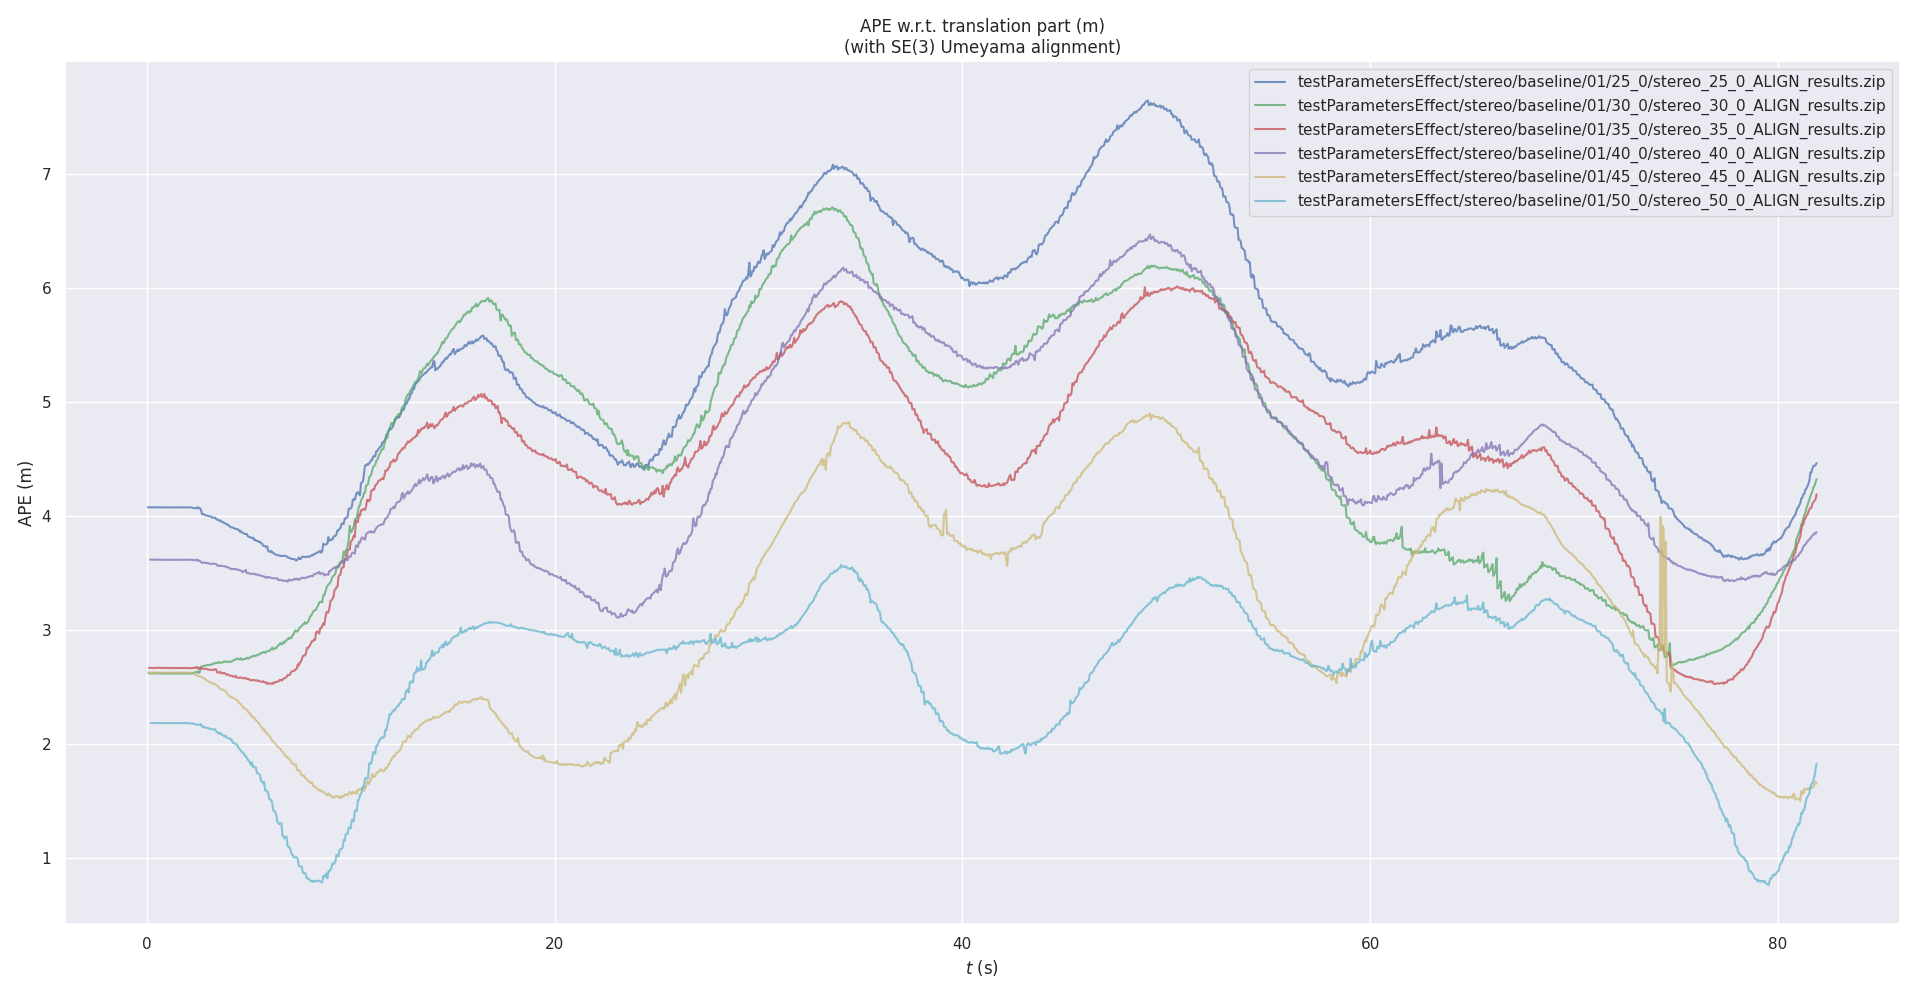 APE w.r.t. translation part (m)
(with SE(3) Umeyama alignment)
testParametersEffect/stereo/baseline/01/25_0/stereo_25_0_ALIGN_results.zip
testParametersEffect/stereo/baseline/01/30_0/stereo_30_0_ALIGN_results.zip
testParametersEffect/stereo/baseline/01/35_0/stereo_35_0_ALIGN_results.zip
testParametersEffect/stereo/baseline/01/40_0/stereo_40_0_ALIGN_results.zip
testParametersEffect/stereo/baseline/01/45_0/stereo_45_0_ALIGN_results.zip
testParametersEffect/stereo/baseline/01/50_0/stereo_50_0_ALIGN_results.zip
APE (m)
7
6
5
4
3
2
1
0 20 40 60 80
t (s)